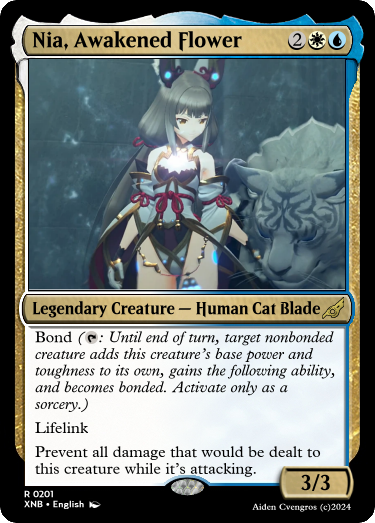 Nia, Awakened Flower 2
Legendary Creature — Human Cat Blade
Bond (T: Until end of turn, target nonbonded
creature adds this creature's base power and
toughness to its own, gains the following ability,
and becomes bonded. Activate only as a
sorcery.)
Lifelink
Prevent all damage that would be dealt to
this creature while it's attacking.
3/3
R 0201
XNB • English Aiden Cvengros (c)2024